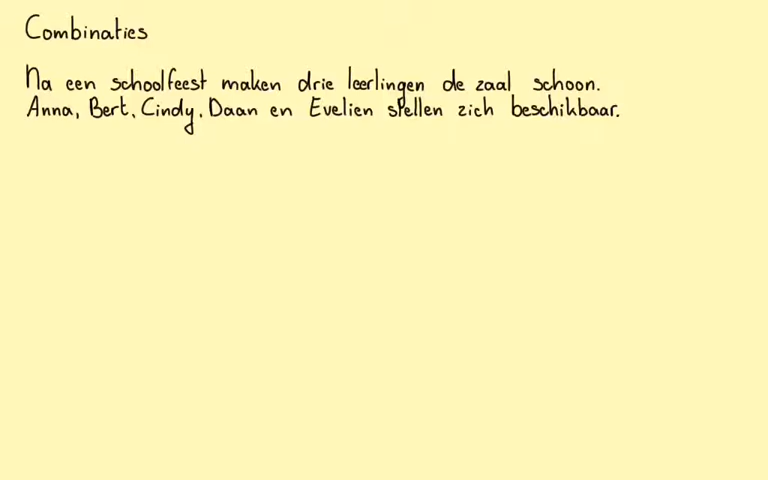 Combinaties
Na een schoolfeest maken drie leerlingen de zaal schoon.
Anna, Bert, Cindy, Daan en Evelien stellen zich beschikbaar.